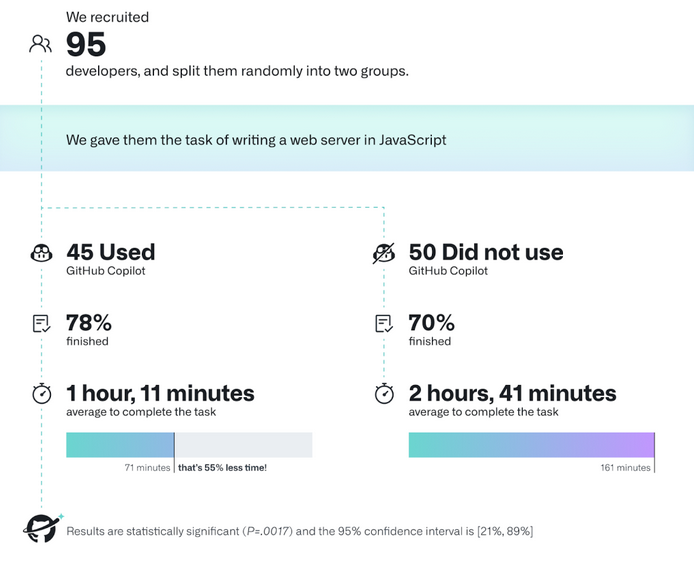 We recruited
95
developers, and split them randomly into two groups.
We gave them the task of writing a web server in JavaScript
45 Used
GitHub Copilot
50 Did not use
GitHub Copilot
78%
finished
70%
finished
1 hour, 11 minutes
average to complete the task
2 hours, 41 minutes
average to complete the task
71 minutes
that's 55% less time!
161 minutes
Results are statistically significant (P=.0017) and the 95% confidence interval is [21%, 89%]